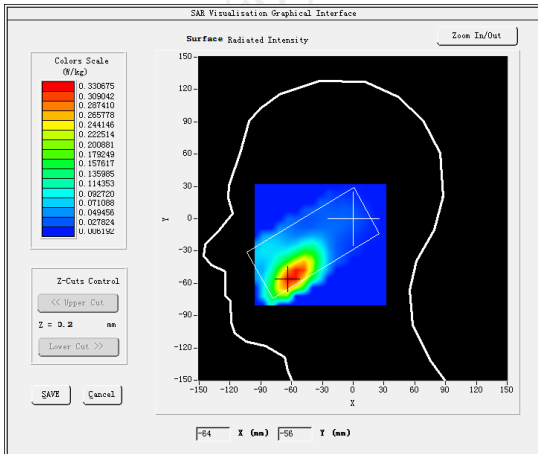 SAR Visualisation Graphical Interface
Surface Radiated Intensity
Zoom In/Out
Colors Scale
(W/kg)
0.330675
0.309042
0.287410
0.265778
0.244146
0.222514
0.200881
0.179249
0.157617
0.135985
0.114353
0.092720
0.071088
0.049456
0.027824
0.006192
Z-Cuts Control
<< Upper Cut
Z = 0.2 mm
Lower Cut >>
SAVE
Cancel
150
120
90
60
30
0
-30
-60
-90
-120
-150
Y
-150 -120 -90 -60 -30 0 30 60 90 120 150
X
-64 X (mm) -56 Y (mm)